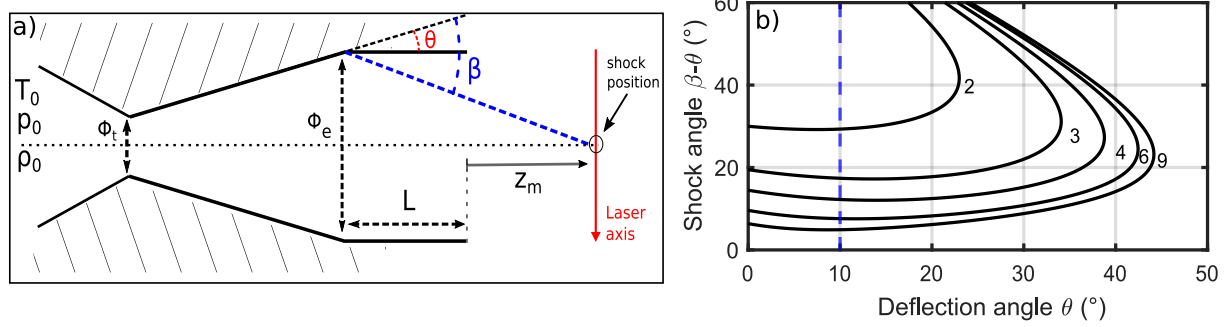 a)
θ
β
shock
position
T₀
p₀
ρ₀
Φₜ
Φₑ
zₘ
L
Laser
axis
b)
Shock angle β-θ (°)
60
40
20
0
2
3
4
6
9
0
10
20
30
40
50
Deflection angle θ (°)